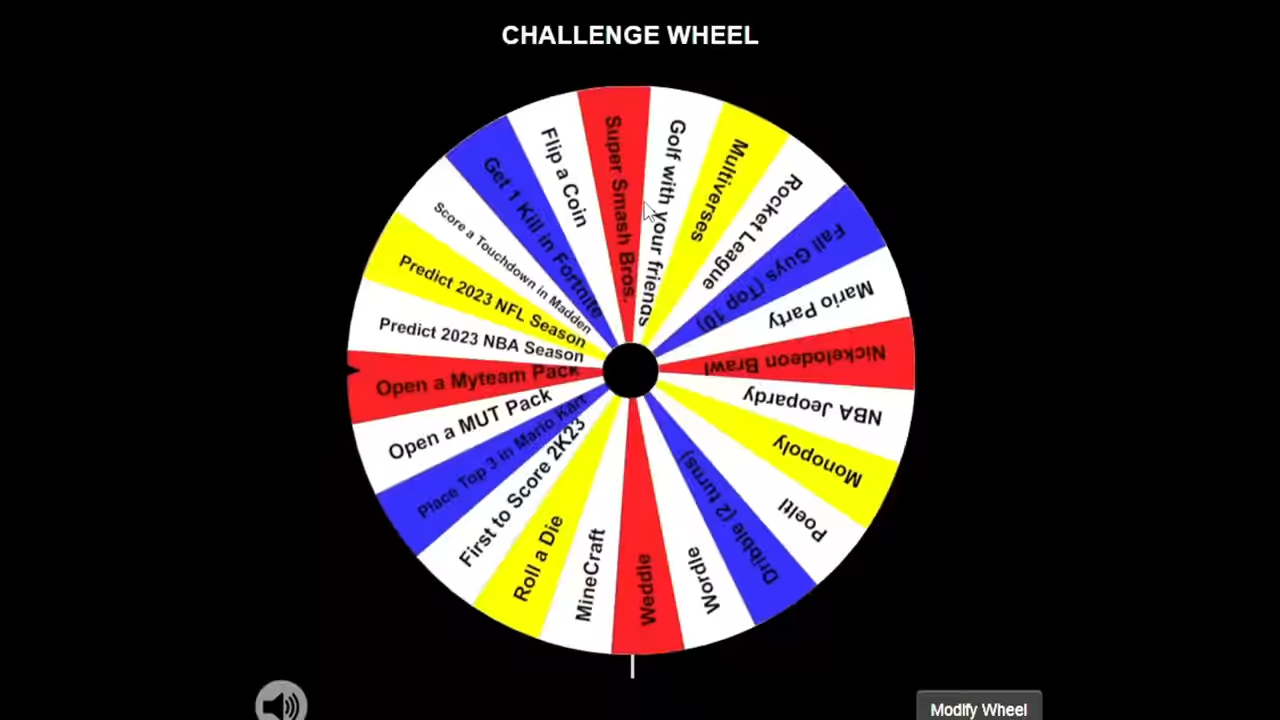 CHALLENGE WHEEL
Super Smash Bros.
Golf with your friends
Multiverses
Rocket League
Fall Guys (Top 10)
Mario Party
Nickelodeon Brawl
NBA Jeopardy
Monopoly
Poeltl
Dribble (2 turns)
Wordle
Weddle
MineCraft
Roll a Die
First to Score 2K23
Place Top 3 in Mario Kart
Open a MUT Pack
Open a Myteam Pack
Predict 2023 NBA Season
Predict 2023 NFL Season
Score a Touchdown in Madden
Get 1 Kill in Fortnite
Flip a Coin
Modify Wheel